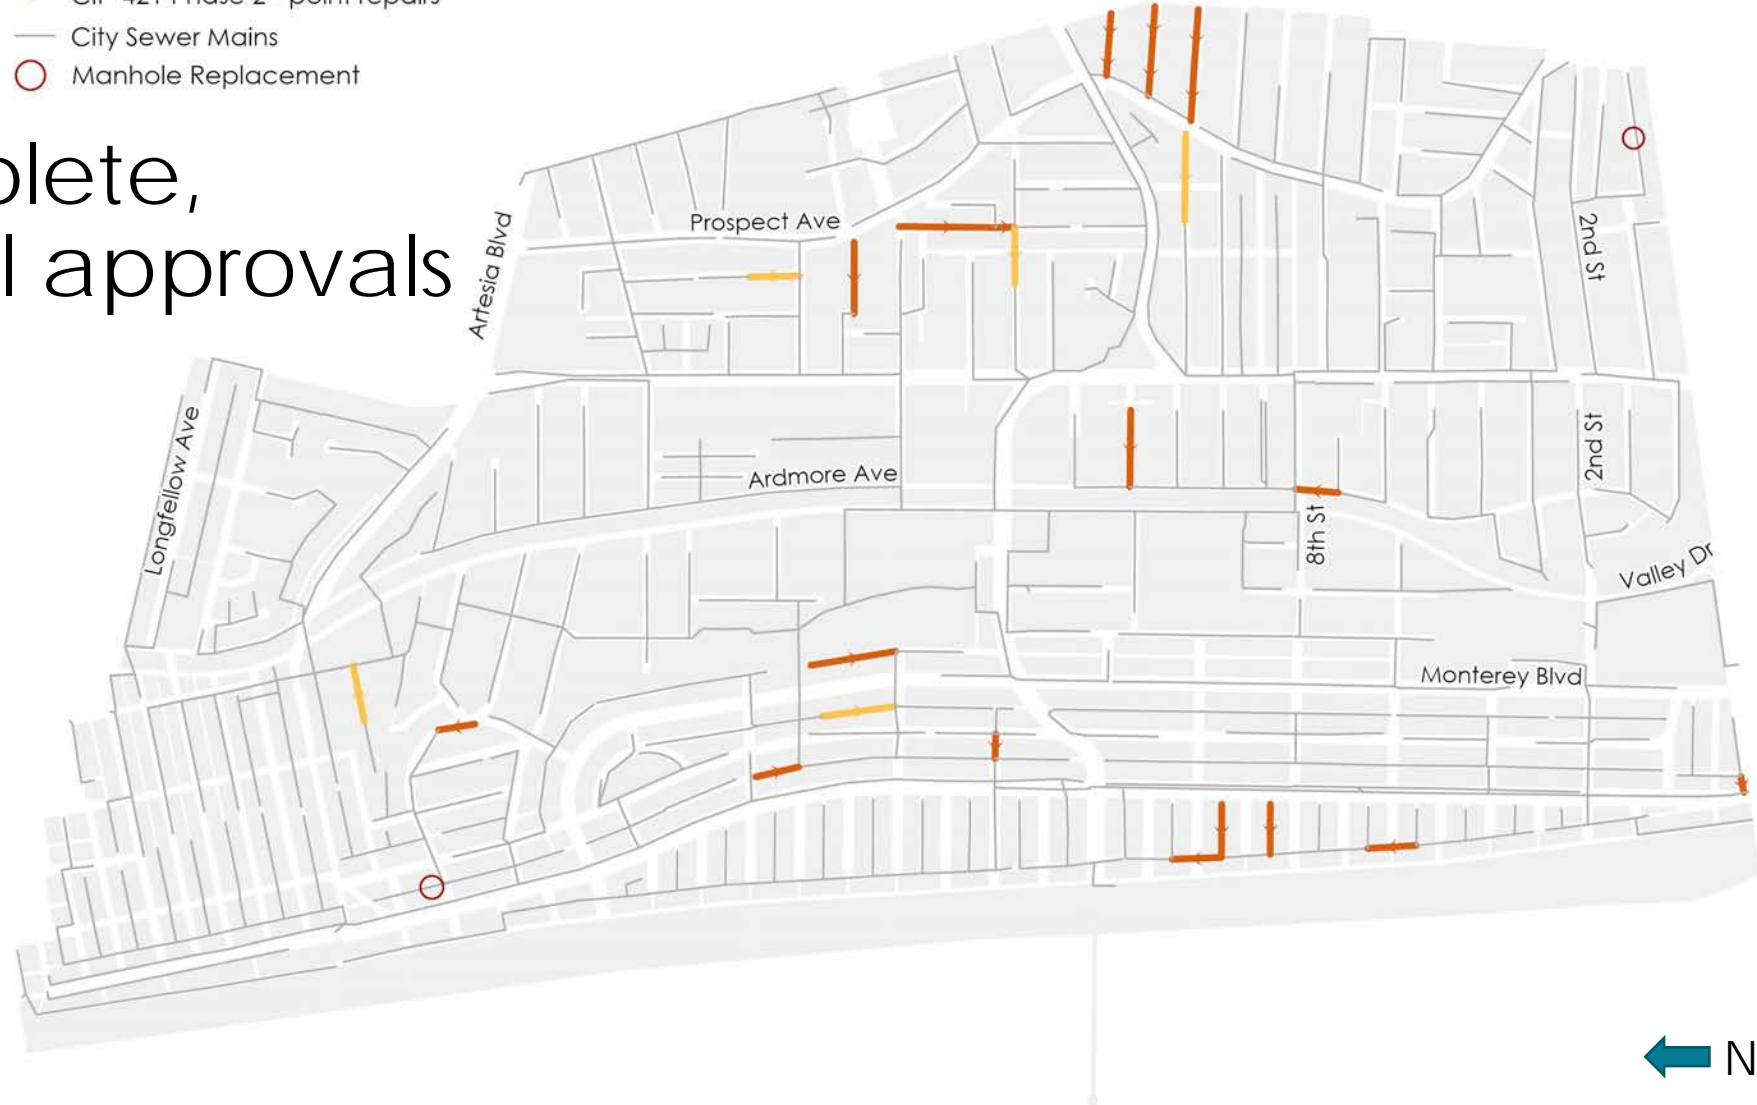 City Sewer Mains
Manhole Replacement
approvals
Prospect Ave
Artesia Blvd
2nd St
Longfellow Ave
Ardmore Ave
2nd St
8th St
Valley Dr
Monterey Blvd
N